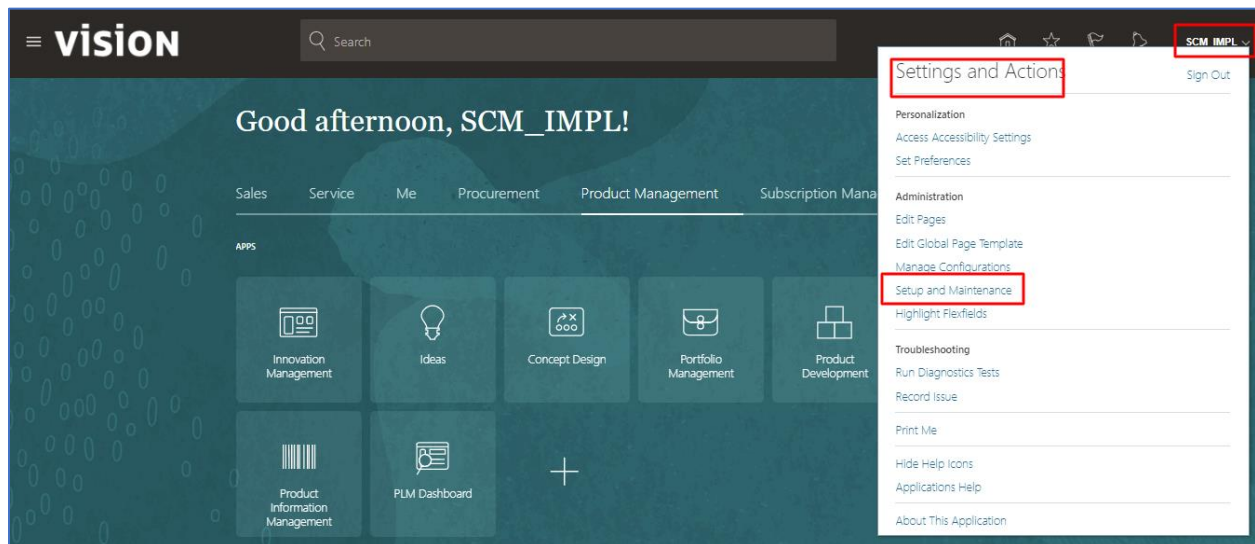 vision
Search
SCM_IMPL
Settings and Actions
Sign Out
Good afternoon, SCM_IMPL!
Personalization
Access Accessibility Settings
Set Preferences
Sales
Service
Me
Procurement
Product Management
Subscription Mana
Administration
Edit Pages
Edit Global Page Template
Manage Configurations
Setup and Maintenance
Highlight Flexfields
APPS
Innovation
Management
Ideas
Concept Design
Portfolio
Management
Product
Development
Troubleshooting
Run Diagnostics Tests
Record Issue
Print Me
Product
Information
Management
PLM Dashboard
Hide Help Icons
Applications Help
About This Application